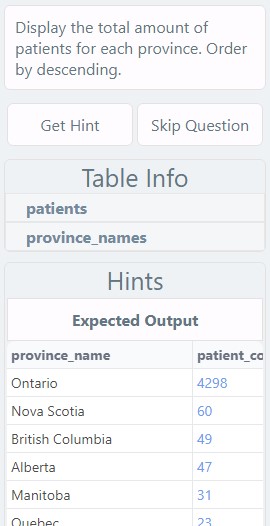 Display the total amount of
patients for each province. Order
by descending.
Get Hint
Skip Question
Table Info
patients
province_names
Hints
Expected Output
province_name patient_co
Ontario 4298
Nova Scotia 60
British Columbia 49
Alberta 47
Manitoba 31
Quebec 23